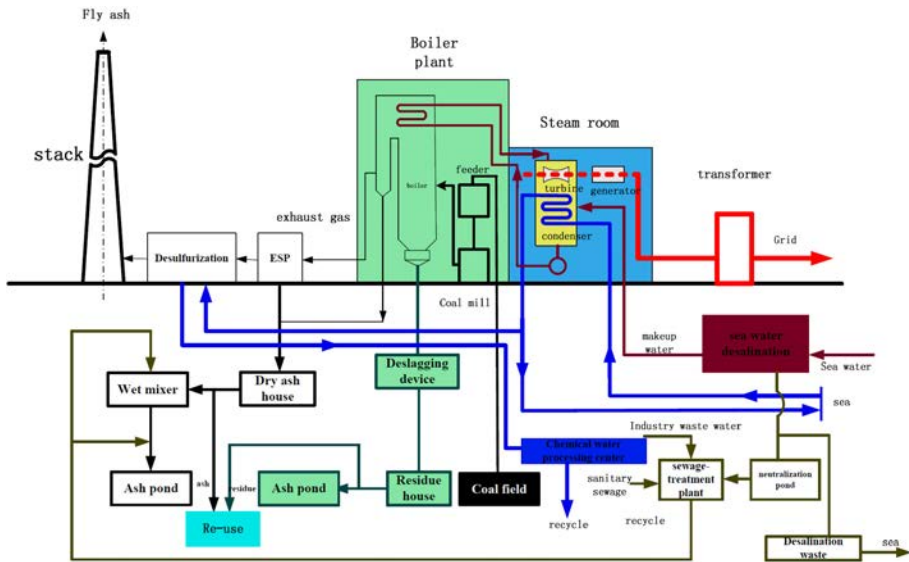 Fly ash
Boiler
plant
Steam room
stack
feeder
boiler
turbine
generator
transformer
exhaust gas
Desulfurization
ESP
condenser
Grid
Coal mill
makeup
water
sea water
desalination
Sea water
Deslagging
device
Wet mixer
Dry ash
house
sea
Industry waste water
Chemical water
processing center
sewage-
treatment
plant
neutralization
pond
sanitary
sewage
Ash pond
ash
residue
Ash pond
Residue
house
Coal field
Re-use
recycle
recycle
Desalination
waste
sea